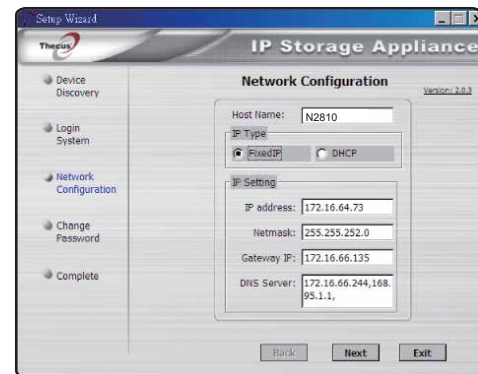 Setup Wizard
Thecus
IP Storage Appliance
Device
Discovery
Login
System
Network
Configuration
Change
Password
Complete
Network Configuration
Version: 2.0.3
Host Name: N2810
IP Type
FixedIP DHCP
IP Setting
IP address: 172.16.64.73
Netmask: 255.255.252.0
Gateway IP: 172.16.66.135
DNS Server: 172.16.66.244,168.
95.1.1,
Back Next Exit